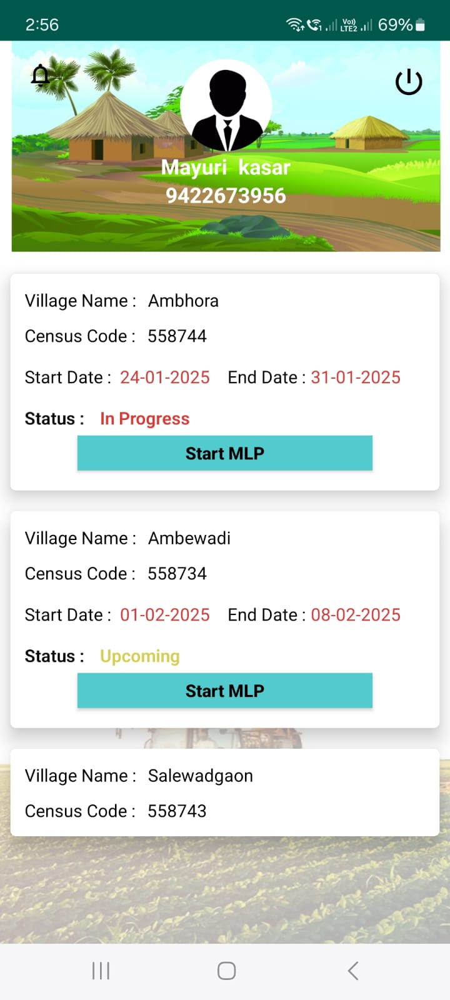 2:56 Vo)) LTE2 1 69%
Mayuri kasar
9422673956
Village Name : Ambhora
Census Code : 558744
Start Date : 24-01-2025 End Date : 31-01-2025
Status : In Progress
Start MLP
Village Name : Ambewadi
Census Code : 558734
Start Date : 01-02-2025 End Date : 08-02-2025
Status : Upcoming
Start MLP
Village Name : Salewadgaon
Census Code : 558743